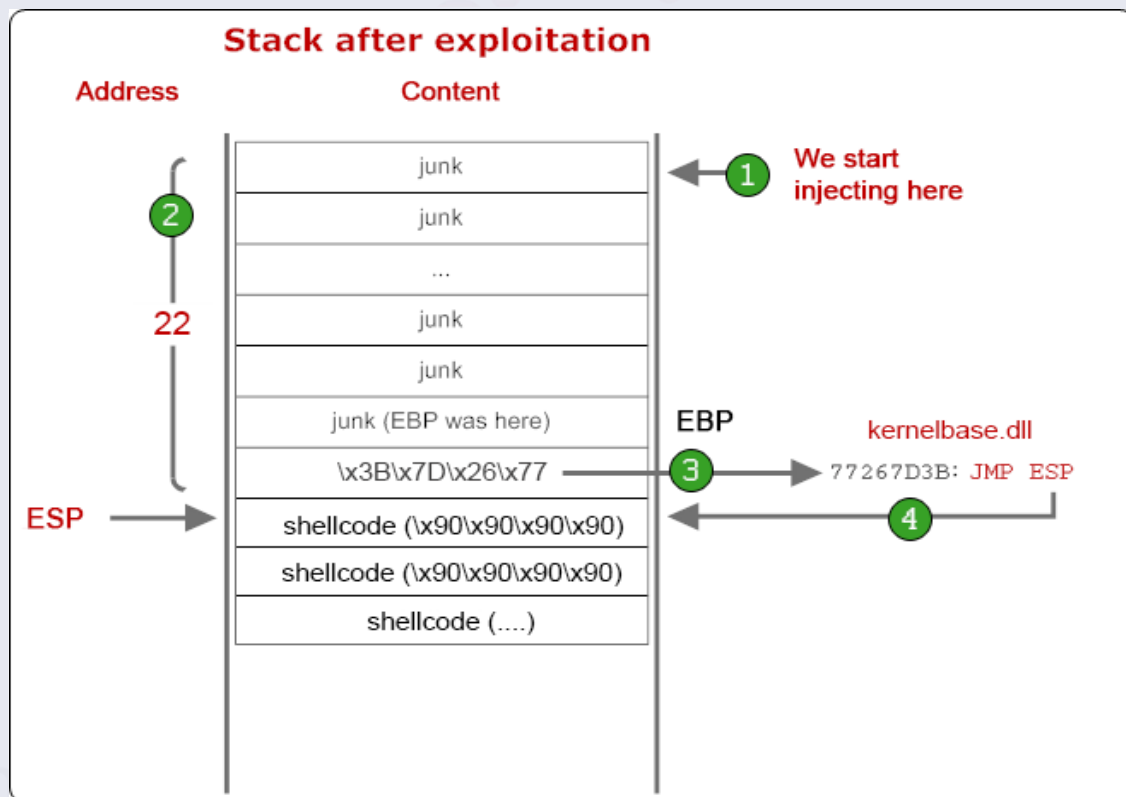 Stack after exploitation
Address
Content
junk
1
We start
injecting here
2
junk
...
22
junk
junk
junk (EBP was here)
EBP
kernelbase.dll
\x3B\x7D\x26\x77
3
77267D3B: JMP ESP
ESP
shellcode (\x90\x90\x90\x90)
4
shellcode (\x90\x90\x90\x90)
shellcode (....)